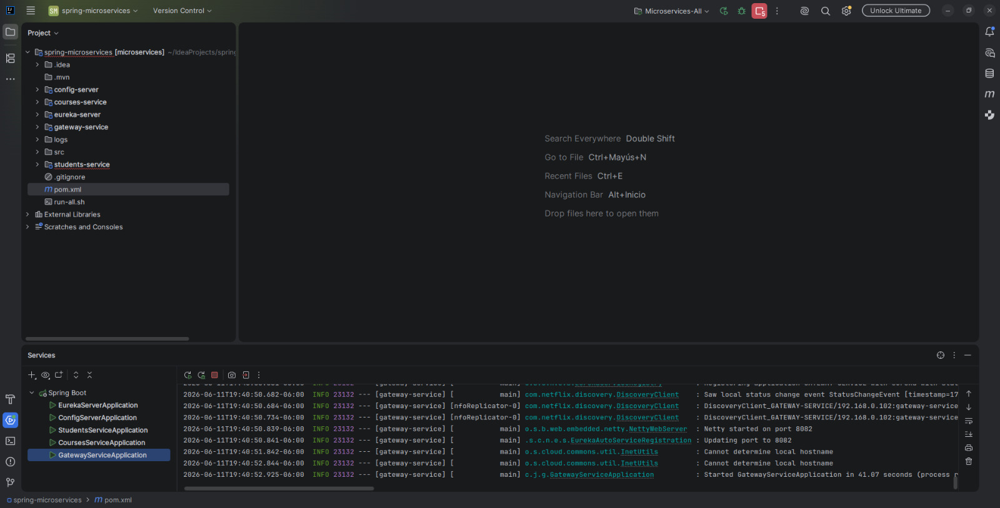 SM spring-microservices
Version Control
Microservices-All
5
Unlock Ultimate
Project
spring-microservices [microservices] ~/IdeaProjects/spring
.idea
.mvn
config-server
courses-service
eureka-server
gateway-service
logs
src
students-service
.gitignore
pom.xml
run-all.sh
External Libraries
Scratches and Consoles
Search Everywhere Double Shift
Go to File Ctrl+Mayús+N
Recent Files Ctrl+E
Navigation Bar Alt+Inicio
Drop files here to open them
Services
Spring Boot
EurekaServerApplication
ConfigServerApplication
StudentsServiceApplication
CoursesServiceApplication
GatewayServiceApplication
2026-06-11T19:40:50.682-06:00 INFO 23132 --- [gateway-service] [ main] com.netflix.discovery.DiscoveryClient : Saw local status change event StatusChangeEvent [timestamp=17
2026-06-11T19:40:50.684-06:00 INFO 23132 --- [gateway-service] [nfoReplicator-0] com.netflix.discovery.DiscoveryClient : DiscoveryClient_GATEWAY-SERVICE/192.168.0.102:gateway-service
2026-06-11T19:40:50.734-06:00 INFO 23132 --- [gateway-service] [nfoReplicator-0] com.netflix.discovery.DiscoveryClient : DiscoveryClient_GATEWAY-SERVICE/192.168.0.102:gateway-service
2026-06-11T19:40:50.839-06:00 INFO 23132 --- [gateway-service] [ main] o.s.b.web.embedded.netty.NettyWebServer : Netty started on port 8082
2026-06-11T19:40:50.841-06:00 INFO 23132 --- [gateway-service] [ main] .s.c.n.e.s.EurekaAutoServiceRegistration : Updating port to 8082
2026-06-11T19:40:51.842-06:00 INFO 23132 --- [gateway-service] [ main] o.s.cloud.commons.util.InetUtils : Cannot determine local hostname
2026-06-11T19:40:52.844-06:00 INFO 23132 --- [gateway-service] [ main] o.s.cloud.commons.util.InetUtils : Cannot determine local hostname
2026-06-11T19:40:52.925-06:00 INFO 23132 --- [gateway-service] [ main] c.j.g.GatewayServiceApplication : Started GatewayServiceApplication in 41.07 seconds (process r
spring-microservices > pom.xml